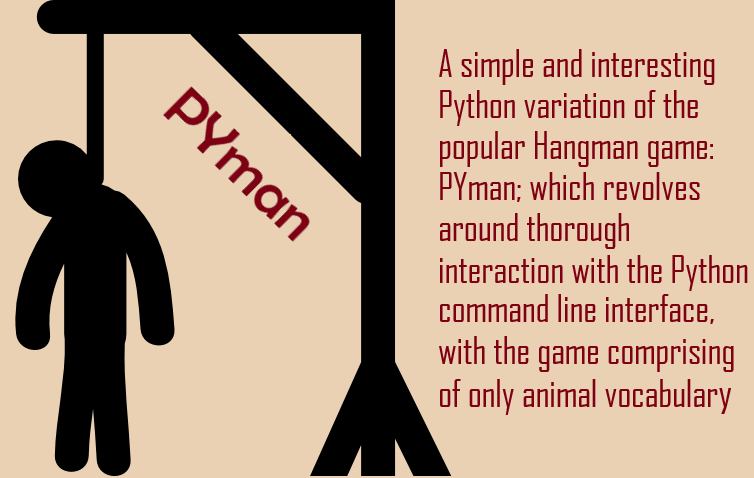 PYman
A simple and interesting
Python variation of the
popular Hangman game:
PYman; which revolves
around thorough
interaction with the Python
command line interface,
with the game comprising
of only animal vocabulary